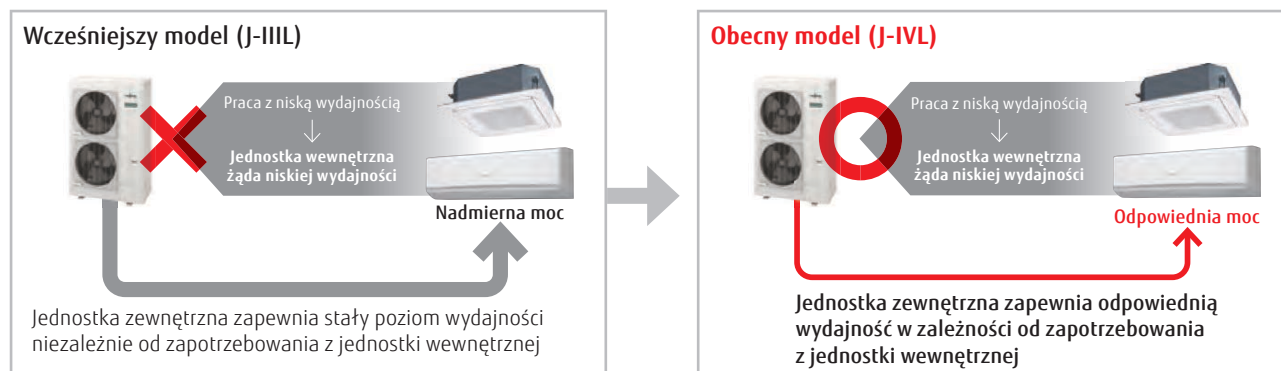 Wcześniejszy model (J-IIIL)
Praca z niską wydajnością
Jednostka wewnętrzna
żąda niskiej wydajności
Nadmierna moc
Jednostka zewnętrzna zapewnia stały poziom wydajności
niezależnie od zapotrzebowania z jednostki wewnętrznej
Obecny model (J-IVL)
Praca z niską wydajnością
Jednostka wewnętrzna
żąda niskiej wydajności
Odpowiednia moc
Jednostka zewnętrzna zapewnia odpowiednią
wydajność w zależności od zapotrzebowania
z jednostki wewnętrznej